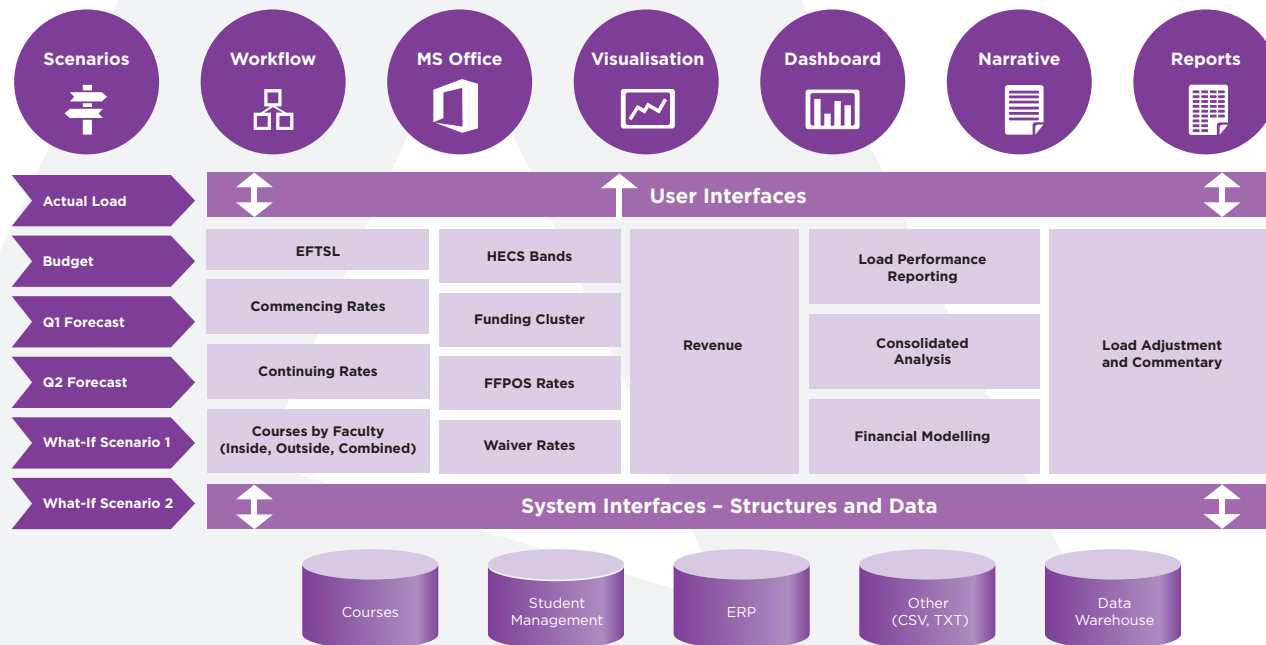 Scenarios
Workflow
MS Office
Visualisation
Dashboard
Narrative
Reports
Actual Load
Budget
Q1 Forecast
Q2 Forecast
What-If Scenario 1
What-If Scenario 2
User Interfaces
EFTSL
Commencing Rates
Continuing Rates
Courses by Faculty
(Inside, Outside, Combined)
HECS Bands
Funding Cluster
FFPOS Rates
Waiver Rates
Revenue
Load Performance
Reporting
Consolidated
Analysis
Financial Modelling
Load Adjustment
and Commentary
System Interfaces – Structures and Data
Courses
Student
Management
ERP
Other
(CSV, TXT)
Data
Warehouse